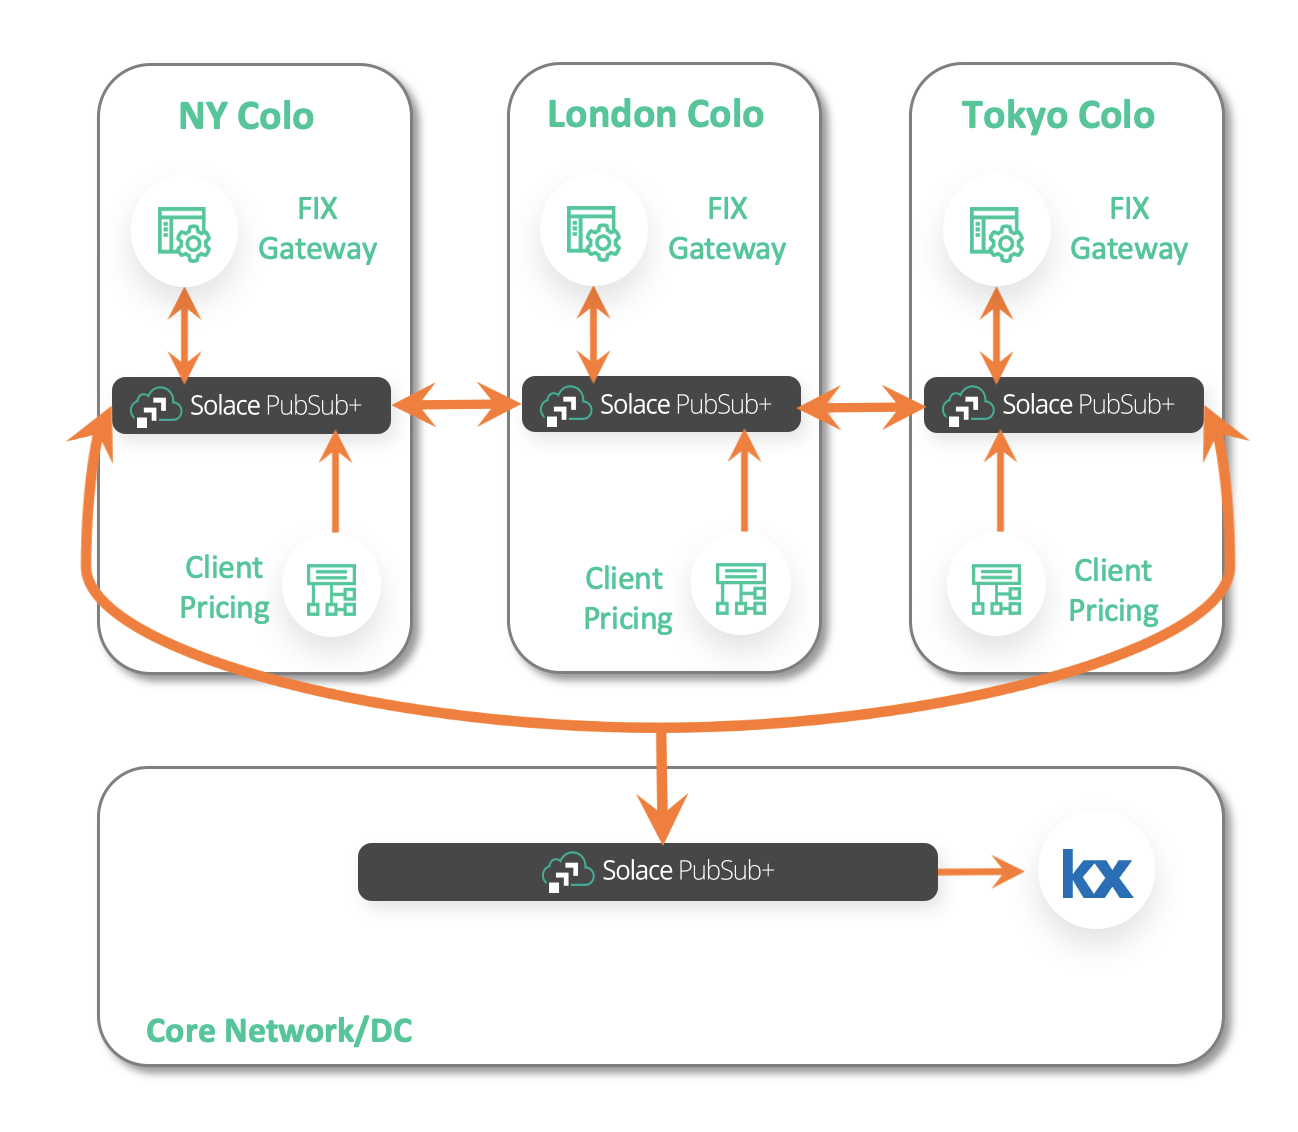 NY Colo
FIX
Gateway
Solace PubSub+
Client
Pricing
London Colo
FIX
Gateway
Solace PubSub+
Client
Pricing
Tokyo Colo
FIX
Gateway
Solace PubSub+
Client
Pricing
Solace PubSub+
kx
Core Network/DC